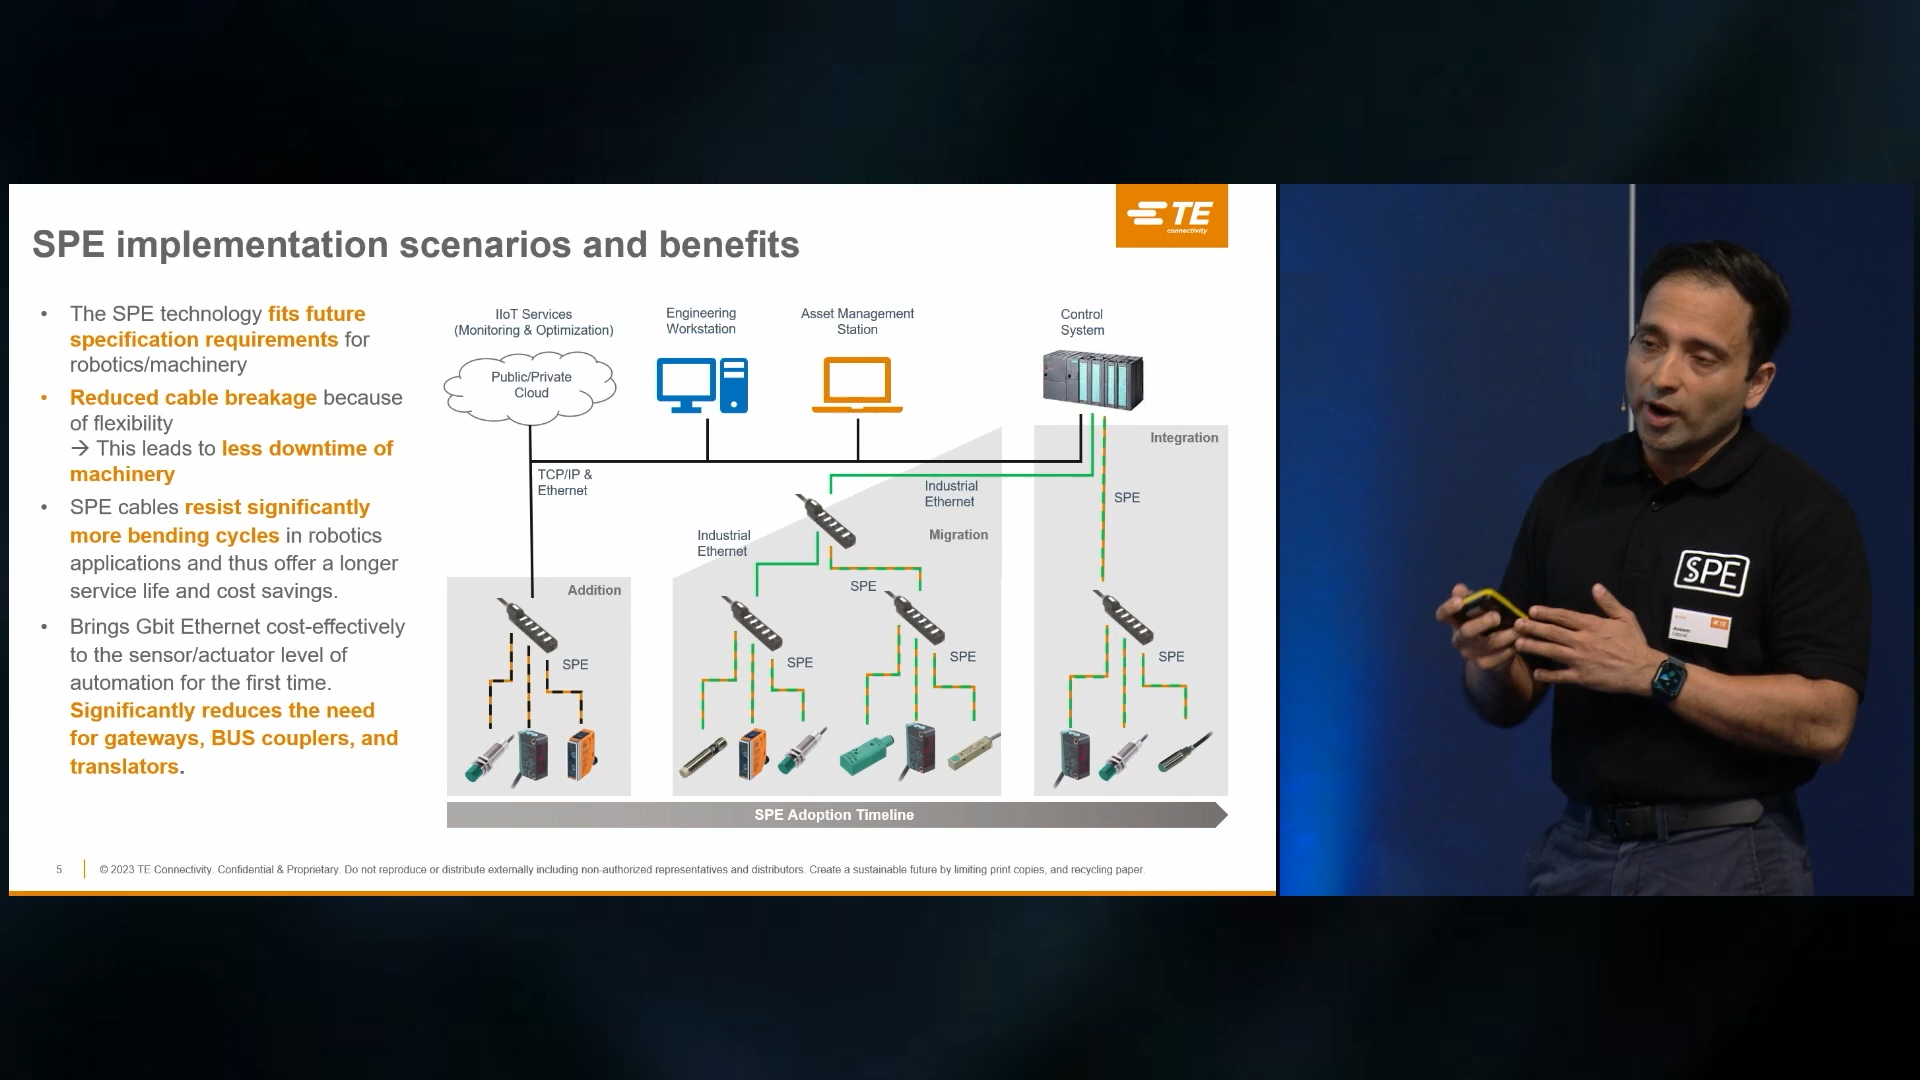 TE
connectivity
SPE implementation scenarios and benefits
• The SPE technology fits future
specification requirements for
robotics/machinery
• Reduced cable breakage because
of flexibility
→ This leads to less downtime of
machinery
• SPE cables resist significantly
more bending cycles in robotics
applications and thus offer a longer
service life and cost savings.
• Brings Gbit Ethernet cost-effectively
to the sensor/actuator level of
automation for the first time.
Significantly reduces the need
for gateways, BUS couplers, and
translators.
IIoT Services
(Monitoring & Optimization)
Engineering
Workstation
Asset Management
Station
Control
System
Public/Private
Cloud
TCP/IP &
Ethernet
Industrial
Ethernet
Industrial
Ethernet
Integration
SPE
Migration
SPE
Addition
SPE
SPE
SPE
SPE
SPE Adoption Timeline
5
© 2023 TE Connectivity. Confidential & Proprietary. Do not reproduce or distribute externally including non-authorized representatives and distributors. Create a sustainable future by limiting print copies, and recycling paper.
SPE
TE